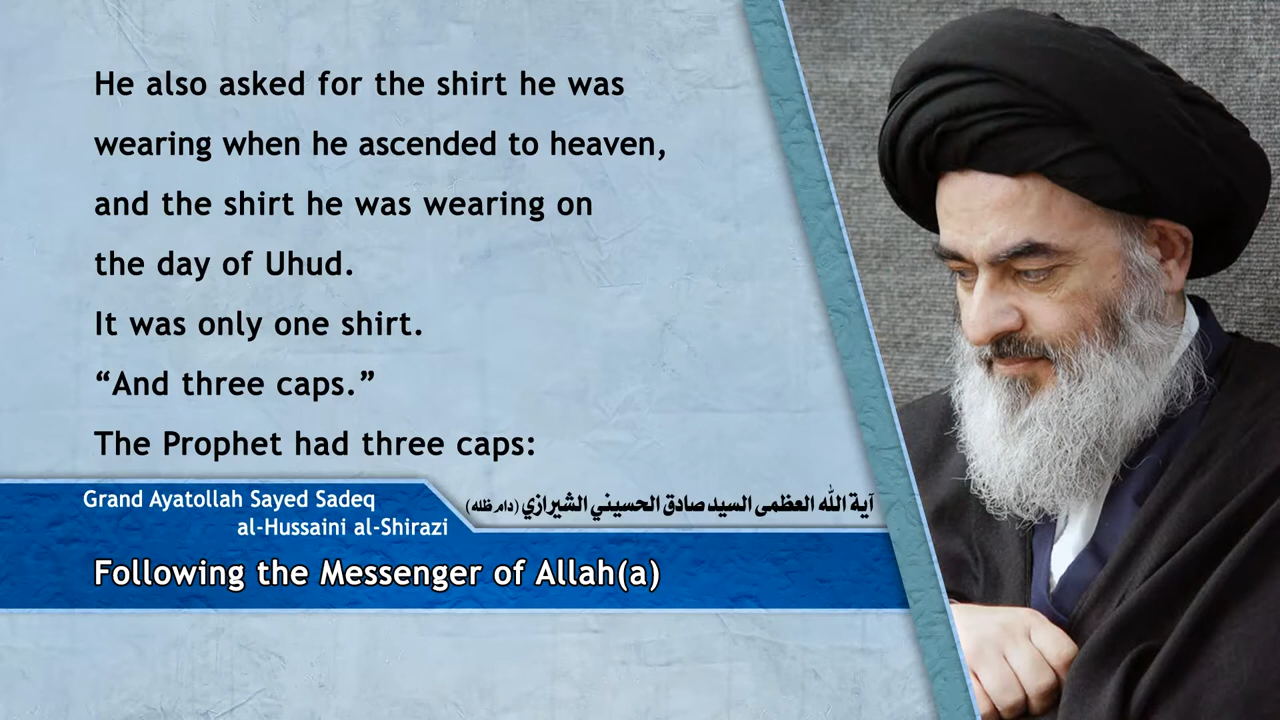 He also asked for the shirt he was
wearing when he ascended to heaven,
and the shirt he was wearing on
the day of Uhud.
It was only one shirt.
“And three caps.”
The Prophet had three caps:
Grand Ayatollah Sayed Sadeq
al-Hussaini al-Shirazi
آية الله العظمى السيد صادق الحسيني الشيرازي (دام ظله)
Following the Messenger of Allah(a)